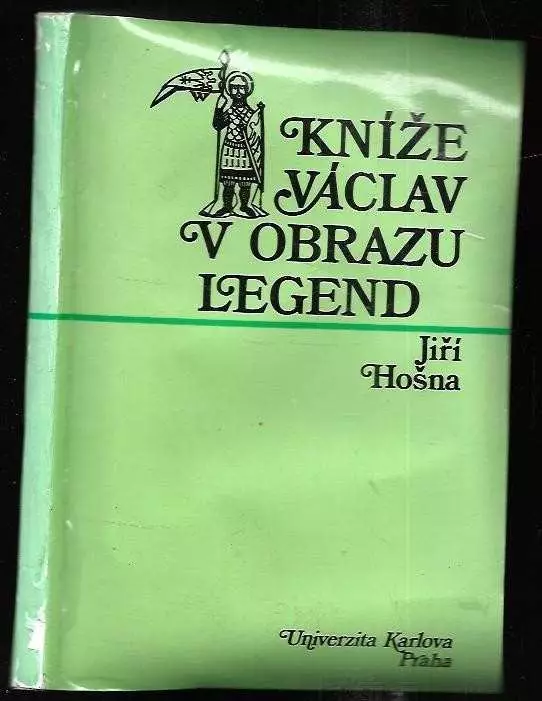 KNÍŽE
VÁCLAV
V OBRAZU
LEGEND
Jiří
Hošna
Univerzita Karlova
Praha